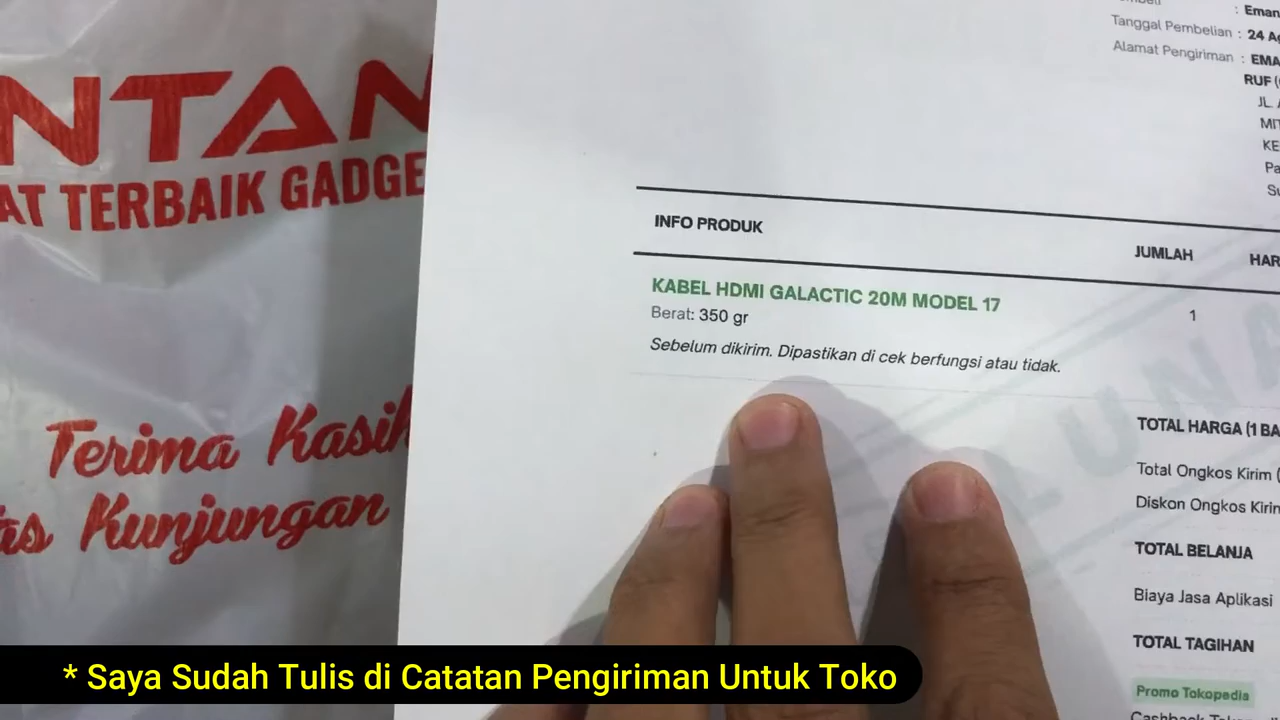 NTAN
AT TERBAIK GADGE
Terima Kasih
as Kunjungan
: Eman
Tanggal Pembelian : 24 Ag
Alamat Pengiriman : EMA
RUF (
JL. A
MIT
KE
Pa
Su
INFO PRODUK JUMLAH HAR
KABEL HDMI GALACTIC 20M MODEL 17 1
Berat: 350 gr
Sebelum dikirim. Dipastikan di cek berfungsi atau tidak.
LUNA
TOTAL HARGA (1 BA
Total Ongkos Kirim (
Diskon Ongkos Kirim
TOTAL BELANJA
Biaya Jasa Aplikasi
TOTAL TAGIHAN
Promo Tokopedia
* Saya Sudah Tulis di Catatan Pengiriman Untuk Toko